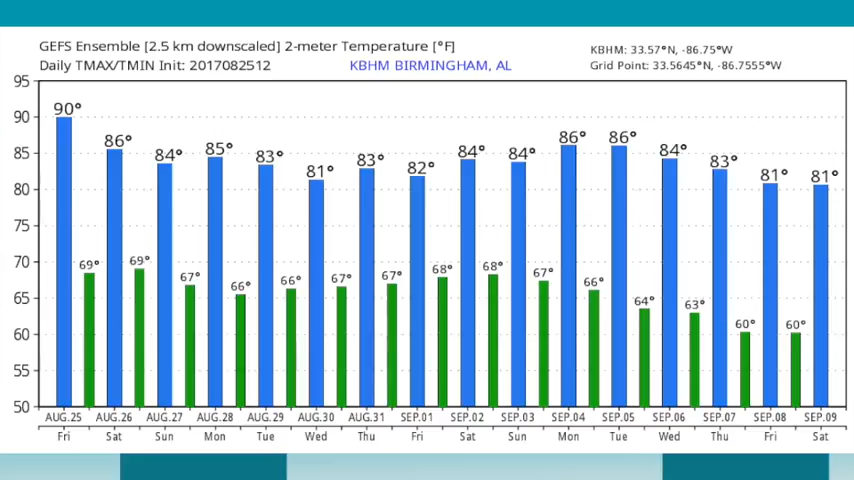 GEFS Ensemble [2.5 km downscaled] 2-meter Temperature [°F]
KBHM: 33.57°N, -86.75°W
Daily TMAX/TMIN Init: 2017082512
KBHM BIRMINGHAM, AL
Grid Point: 33.5645°N, -86.7555°W
95
90
85
80
75
70
65
60
55
50
90° 86° 84° 85° 83° 81° 83° 82° 84° 84° 86° 86° 84° 83° 81° 81°
69° 69° 67° 66° 66° 67° 67° 68° 68° 67° 66° 64° 63° 60° 60°
AUG.25 AUG.26 AUG.27 AUG.28 AUG.29 AUG.30 AUG.31 SEP.01 SEP.02 SEP.03 SEP.04 SEP.05 SEP.06 SEP.07 SEP.08 SEP.09
Fri Sat Sun Mon Tue Wed Thu Fri Sat Sun Mon Tue Wed Thu Fri Sat